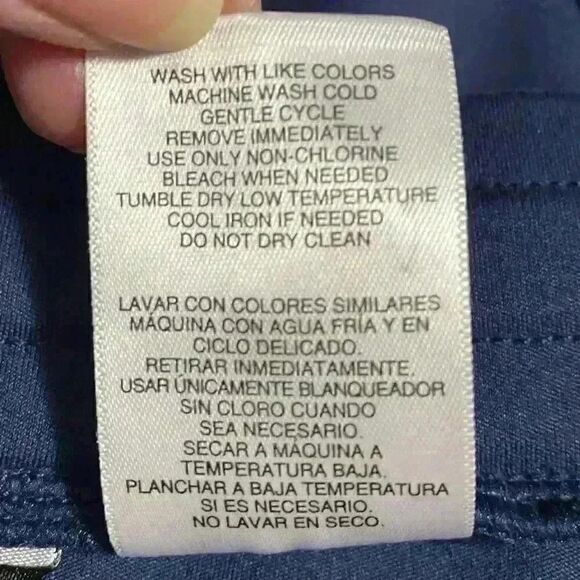 WASH WITH LIKE COLORS
MACHINE WASH COLD
GENTLE CYCLE
REMOVE IMMEDIATELY
USE ONLY NON-CHLORINE
BLEACH WHEN NEEDED
TUMBLE DRY LOW TEMPERATURE
COOL IRON IF NEEDED
DO NOT DRY CLEAN
LAVAR CON COLORES SIMILARES
MÁQUINA CON AGUA FRÍA Y EN
CICLO DELICADO.
RETIRAR INMEDIATAMENTE.
USAR ÚNICAMENTE BLANQUEADOR
SIN CLORO CUANDO
SEA NECESARIO.
SECAR A MÁQUINA A
TEMPERATURA BAJA.
PLANCHAR A BAJA TEMPERATURA
SI ES NECESARIO.
NO LAVAR EN SECO.